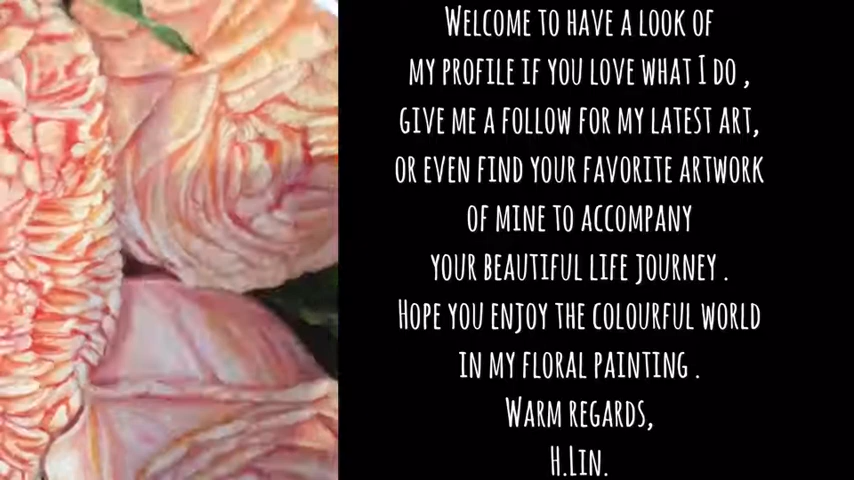 Welcome to have a look of
my profile if you love what I do ,
give me a follow for my latest art,
or even find your favorite artwork
of mine to accompany
your beautiful life journey .
Hope you enjoy the colourful world
in my floral painting .
Warm regards,
H.Lin.